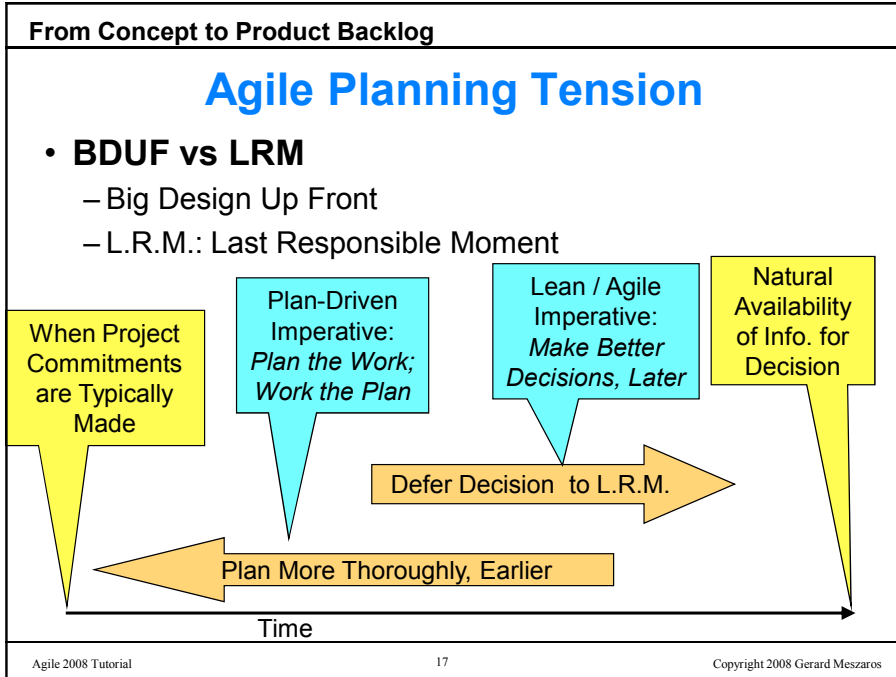 From Concept to Product Backlog
Agile Planning Tension
• BDUF vs LRM
– Big Design Up Front
– L.R.M.: Last Responsible Moment
When Project
Commitments
are Typically
Made
Plan-Driven
Imperative:
Plan the Work;
Work the Plan
Lean / Agile
Imperative:
Make Better
Decisions, Later
Natural
Availability
of Info. for
Decision
Defer Decision to L.R.M.
Plan More Thoroughly, Earlier
Time
Agile 2008 Tutorial
17
Copyright 2008 Gerard Meszaros